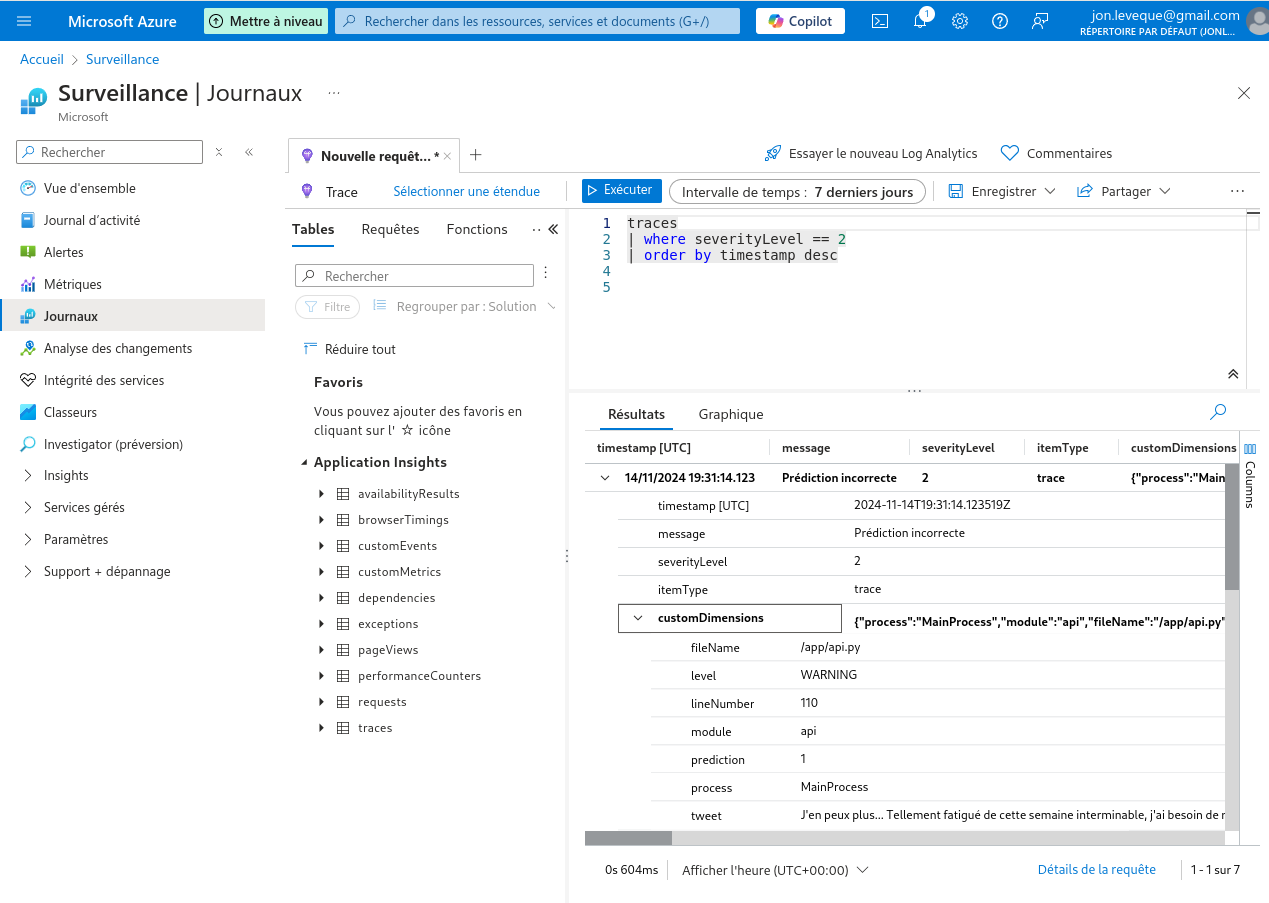 Microsoft Azure
Mettre à niveau
Rechercher dans les ressources, services et documents (G+/)
Copilot
1
jon.leveque@gmail.com
RÉPERTOIRE PAR DÉFAUT (JONL...
Accueil > Surveillance
Surveillance | Journaux ...
Microsoft
Rechercher
Vue d'ensemble
Journal d’activité
Alertes
Métriques
Journaux
Analyse des changements
Intégrité des services
Classeurs
Investigator (préversion)
Insights
Services gérés
Paramètres
Support + dépannage
Nouvelle requêt... *
Essayer le nouveau Log Analytics
Commentaires
Trace
Sélectionner une étendue
Exécuter
Intervalle de temps : 7 derniers jours
Enregistrer
Partager
Tables
Requêtes
Fonctions
Rechercher
Filtre
Regrouper par : Solution
Réduire tout
Favoris
Vous pouvez ajouter des favoris en
cliquant sur l' ☆ icône
Application Insights
availabilityResults
browserTimings
customEvents
customMetrics
dependencies
exceptions
pageViews
performanceCounters
requests
traces
1 traces
2 | where severityLevel == 2
3 | order by timestamp desc
4
5
Résultats
Graphique
timestamp [UTC] message severityLevel itemType customDimensions
14/11/2024 19:31:14.123 Prédiction incorrecte 2 trace {"process":"Main
timestamp [UTC] 2024-11-14T19:31:14.123519Z
message Prédiction incorrecte
severityLevel 2
itemType trace
customDimensions {"process":"MainProcess","module":"api","fileName":"/app/api.py"
fileName /app/api.py
level WARNING
lineNumber 110
module api
prediction 1
process MainProcess
tweet J'en peux plus... Tellement fatigué de cette semaine interminable, j'ai besoin de
Columns
0s 604ms
Afficher l'heure (UTC+00:00)
Détails de la requête
1 - 1 sur 7